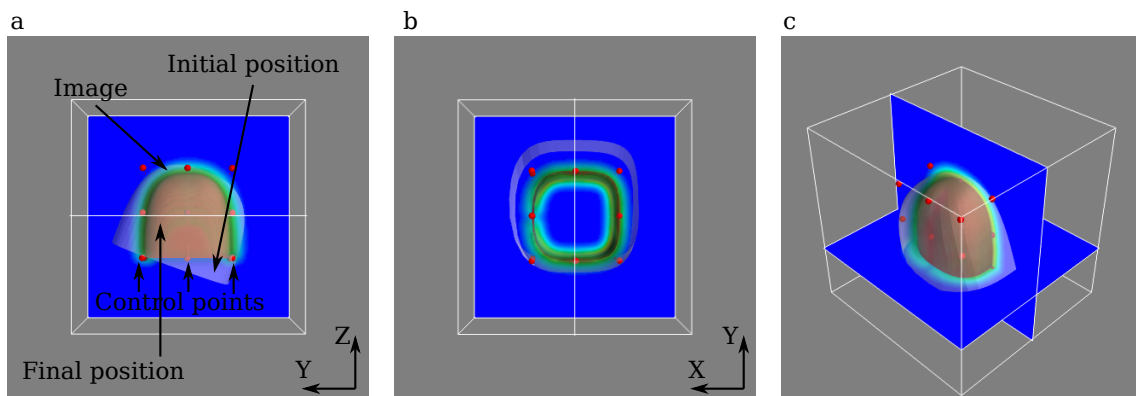 a
b
c
Initial position
Image
Control points
Final position
Z
Y
Y
X